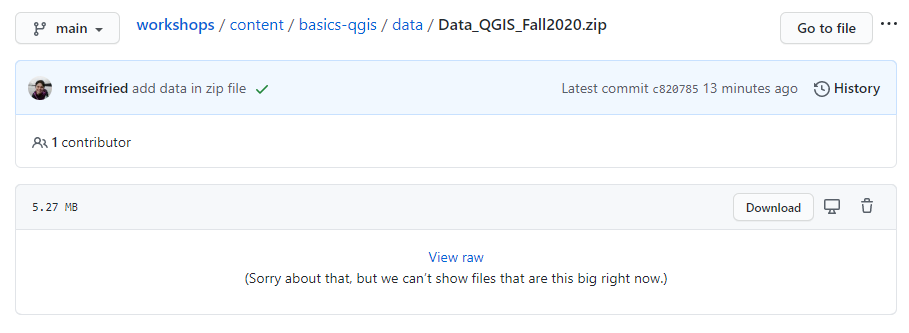 main workshops / content / basics-qgis / data / Data_QGIS_Fall2020.zip Go to file ...
rmseifried add data in zip file Latest commit c820785 13 minutes ago History
1 contributor
5.27 MB Download
View raw
(Sorry about that, but we can't show files that are this big right now.)